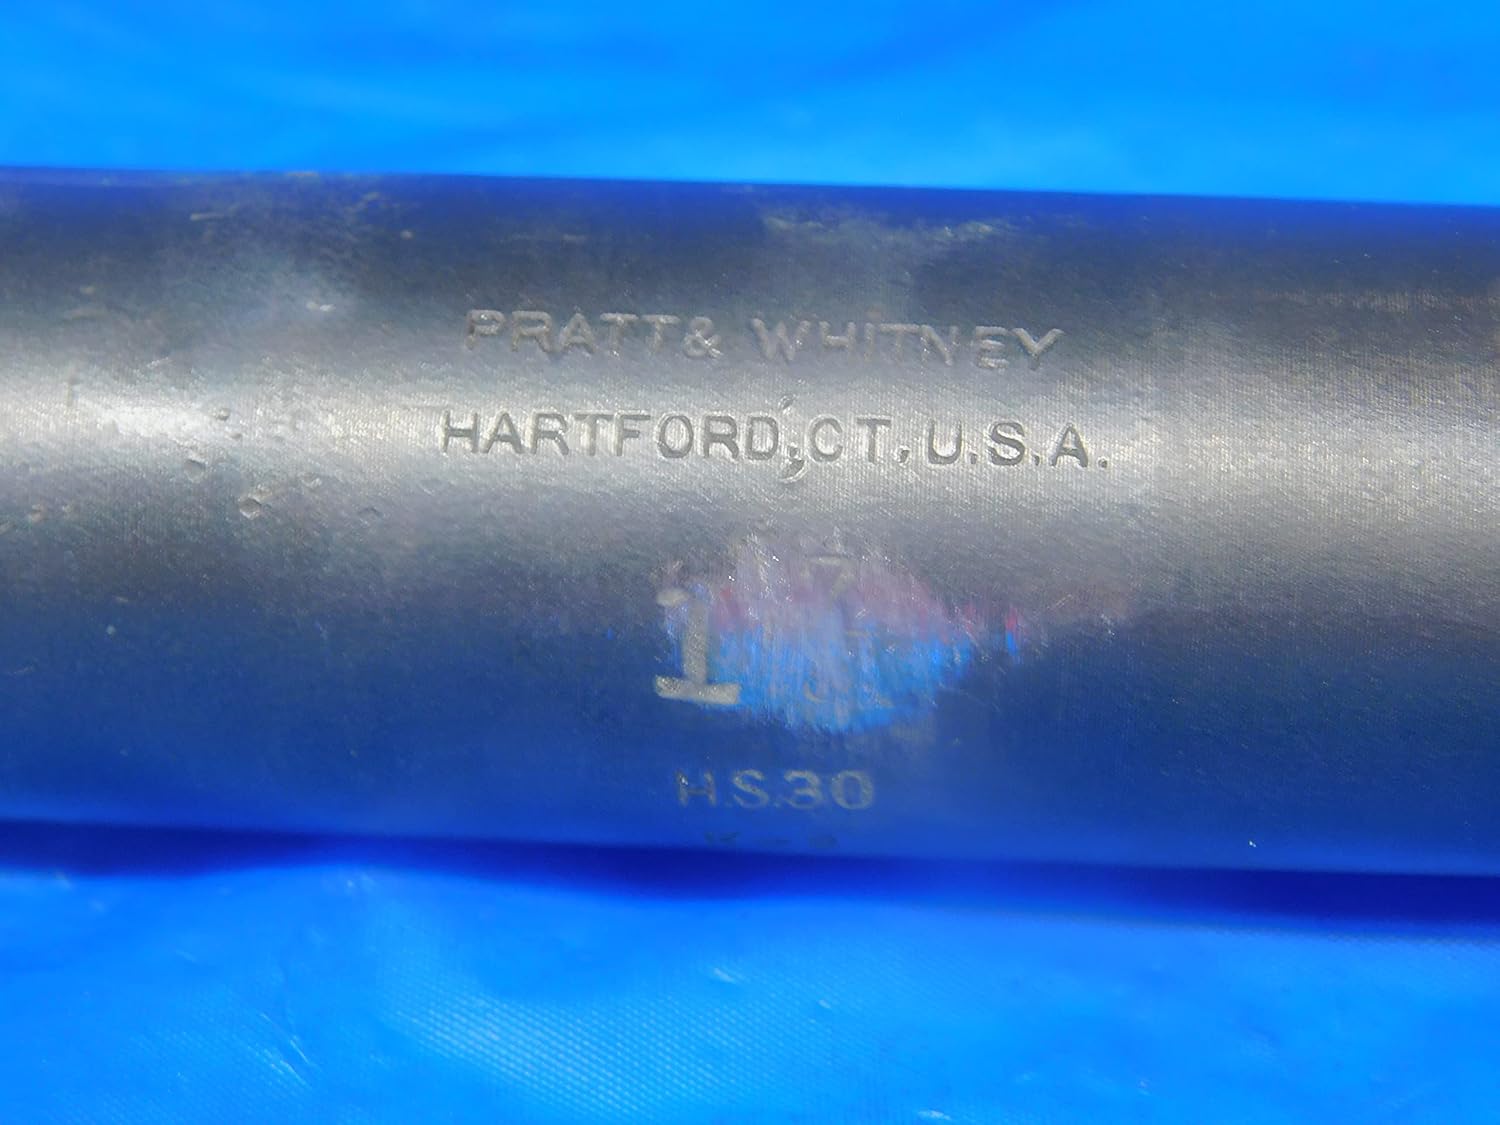 PRATT & WHITNEY
HARTFORD, CT. U.S.A.
1
H.S.30